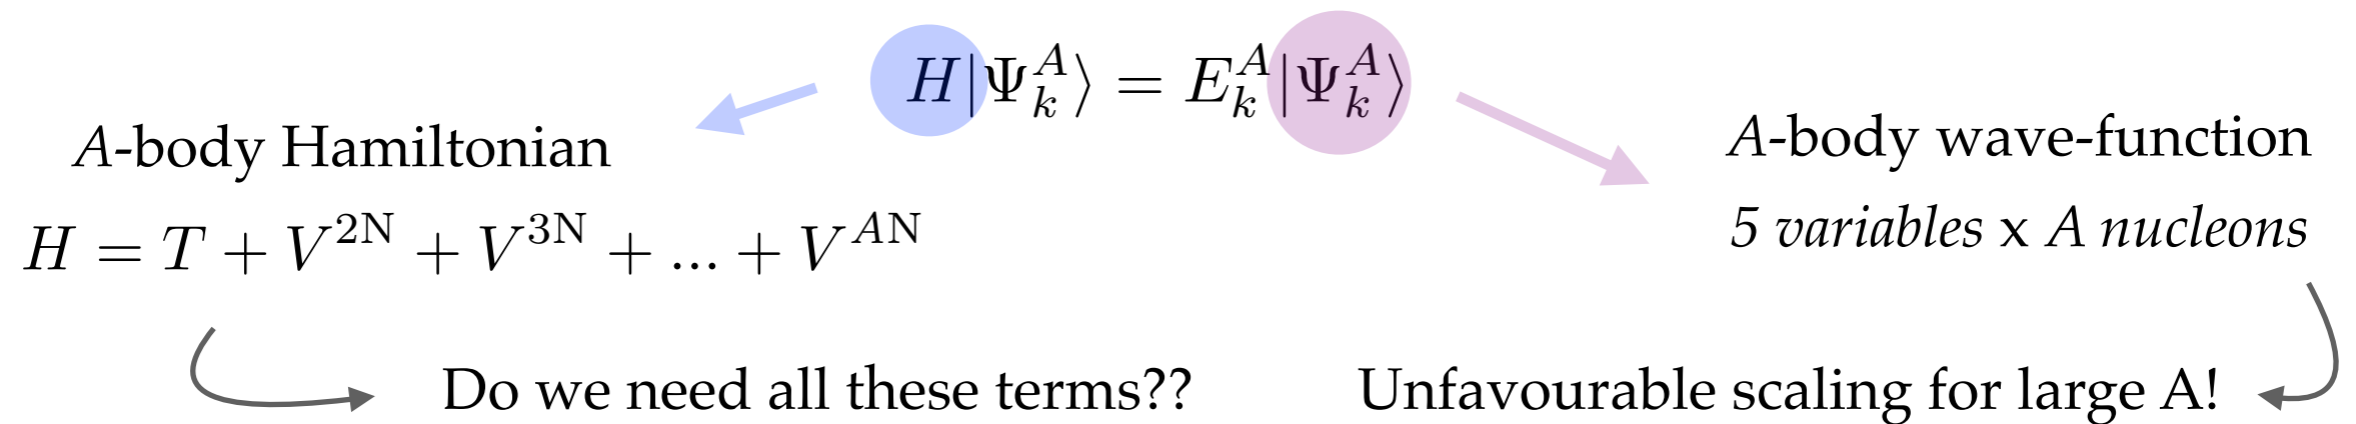 H|Ψ_k^A⟩ = E_k^A|Ψ_k^A⟩
A-body Hamiltonian
H = T + V^{2N} + V^{3N} + ... + V^{AN}
Do we need all these terms??
A-body wave-function
5 variables x A nucleons
Unfavourable scaling for large A!